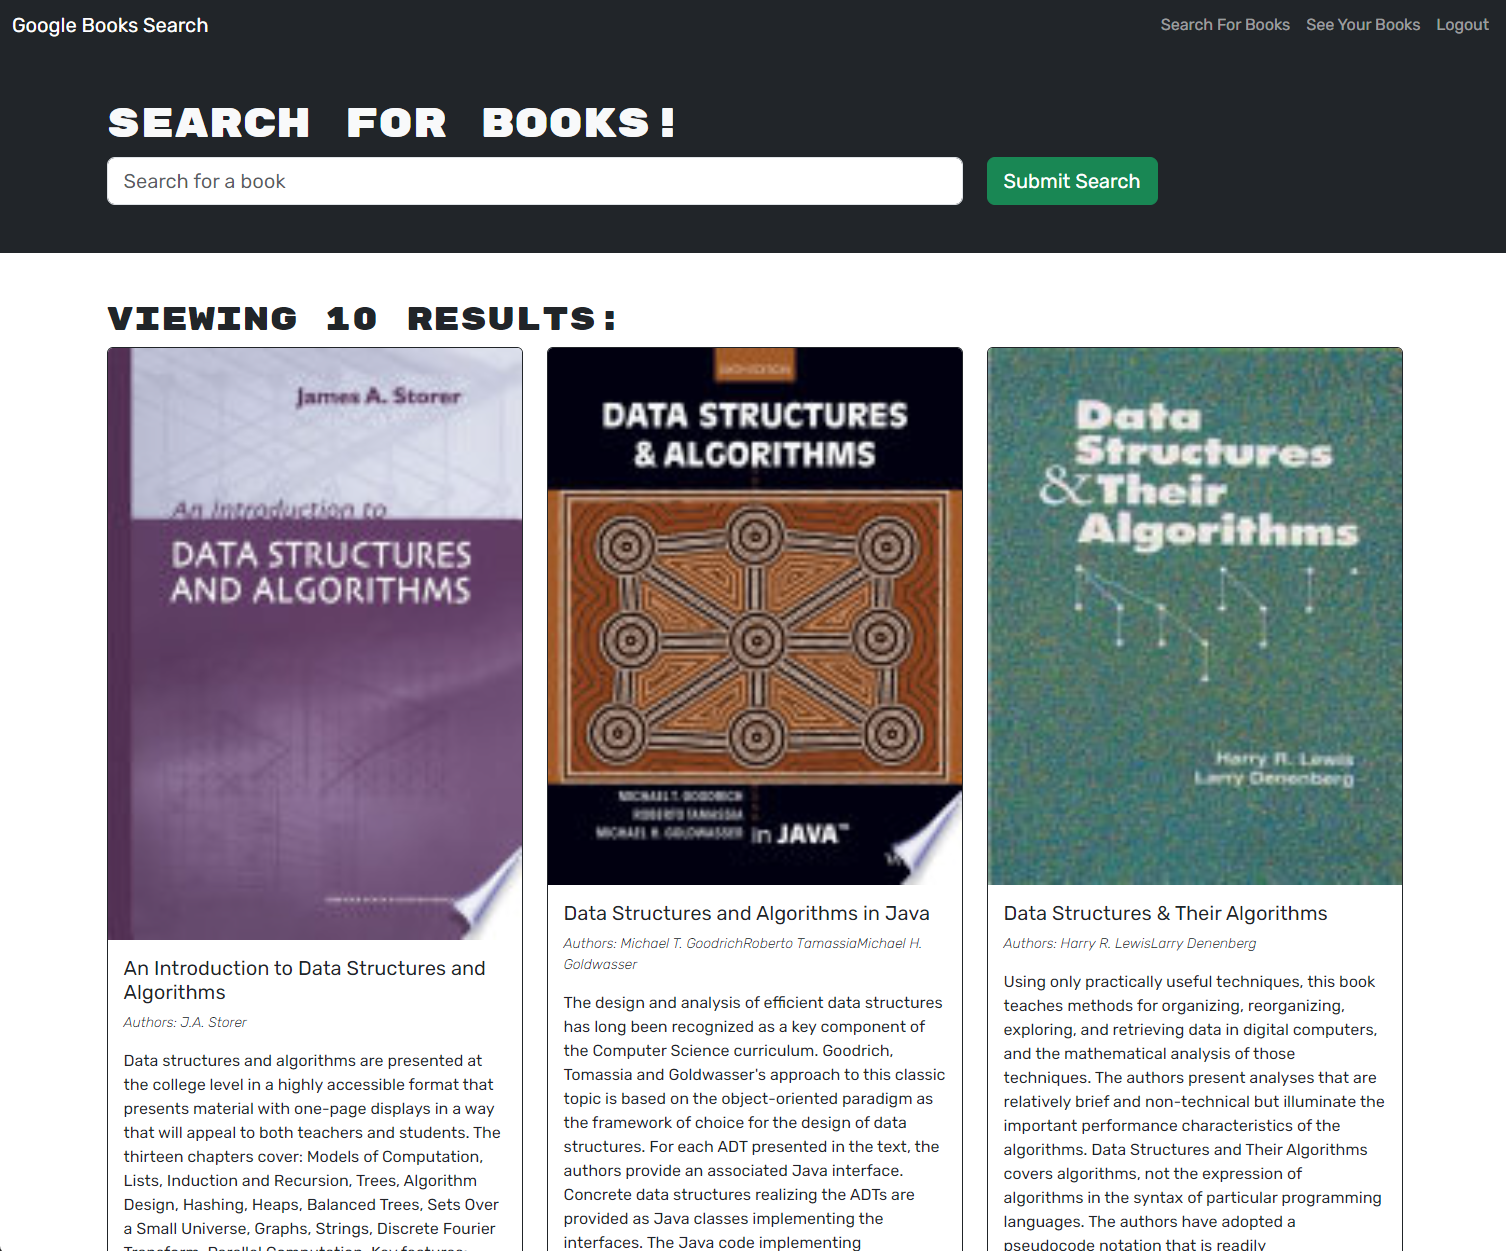 Google Books Search
Search For Books
See Your Books
Logout
SEARCH FOR BOOKS!
Search for a book
Submit Search
VIEWING 10 RESULTS:
James A. Storer
An Introduction to
DATA STRUCTURES
AND ALGORITHMS
An Introduction to Data Structures and
Algorithms
Authors: J.A. Storer
Data structures and algorithms are presented at
the college level in a highly accessible format that
presents material with one-page displays in a way
that will appeal to both teachers and students. The
thirteen chapters cover: Models of Computation,
Lists, Induction and Recursion, Trees, Algorithm
Design, Hashing, Heaps, Balanced Trees, Sets Over
a Small Universe, Graphs, Strings, Discrete Fourier
Transform, Parallel Computation. Key features:
DATA STRUCTURES
& ALGORITHMS
MICHAEL T. GOODRICH
ROBERTO TAMASSIA
MICHAEL H. GOLDWASSER
in JAVA™
Data Structures and Algorithms in Java
Authors: Michael T. GoodrichRoberto TamassiaMichael H.
Goldwasser
The design and analysis of efficient data structures
has long been recognized as a key component of
the Computer Science curriculum. Goodrich,
Tomassia and Goldwasser's approach to this classic
topic is based on the object-oriented paradigm as
the framework of choice for the design of data
structures. For each ADT presented in the text, the
authors provide an associated Java interface.
Concrete data structures realizing the ADTs are
provided as Java classes implementing the
interfaces. The Java code implementing
Data
Structures
& Their
Algorithms
Harry R. Lewis
Larry Denenberg
Data Structures & Their Algorithms
Authors: Harry R. LewisLarry Denenberg
Using only practically useful techniques, this book
teaches methods for organizing, reorganizing,
exploring, and retrieving data in digital computers,
and the mathematical analysis of those
techniques. The authors present analyses that are
relatively brief and non-technical but illuminate the
important performance characteristics of the
algorithms. Data Structures and Their Algorithms
covers algorithms, not the expression of
algorithms in the syntax of particular programming
languages. The authors have adopted a
pseudocode notation that is readily